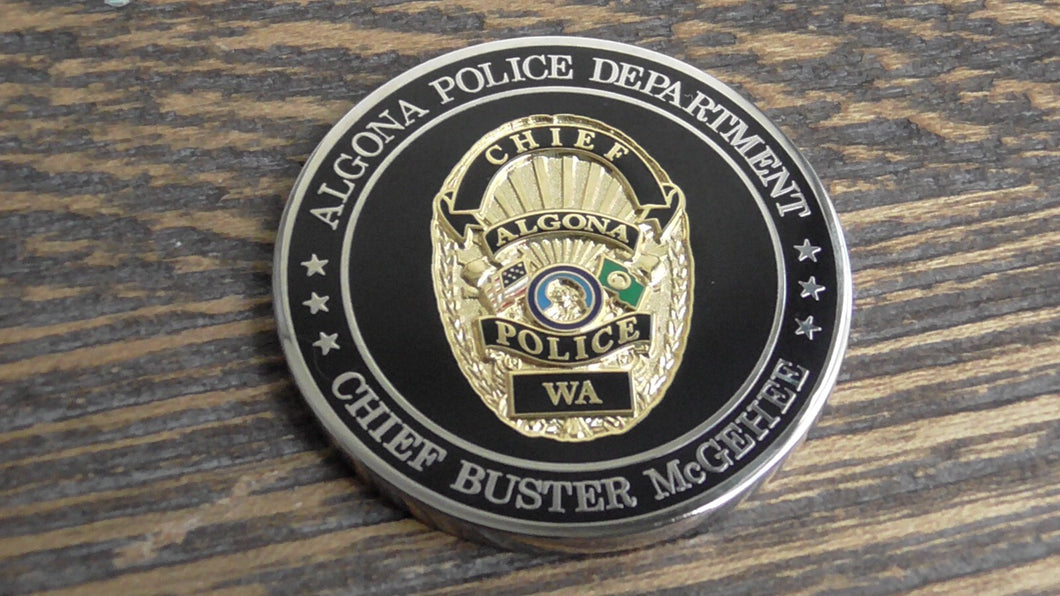 ALGONA POLICE DEPARTMENT
CHIEF
ALGONA
POLICE
WA
CHIEF BUSTER McGEHEE